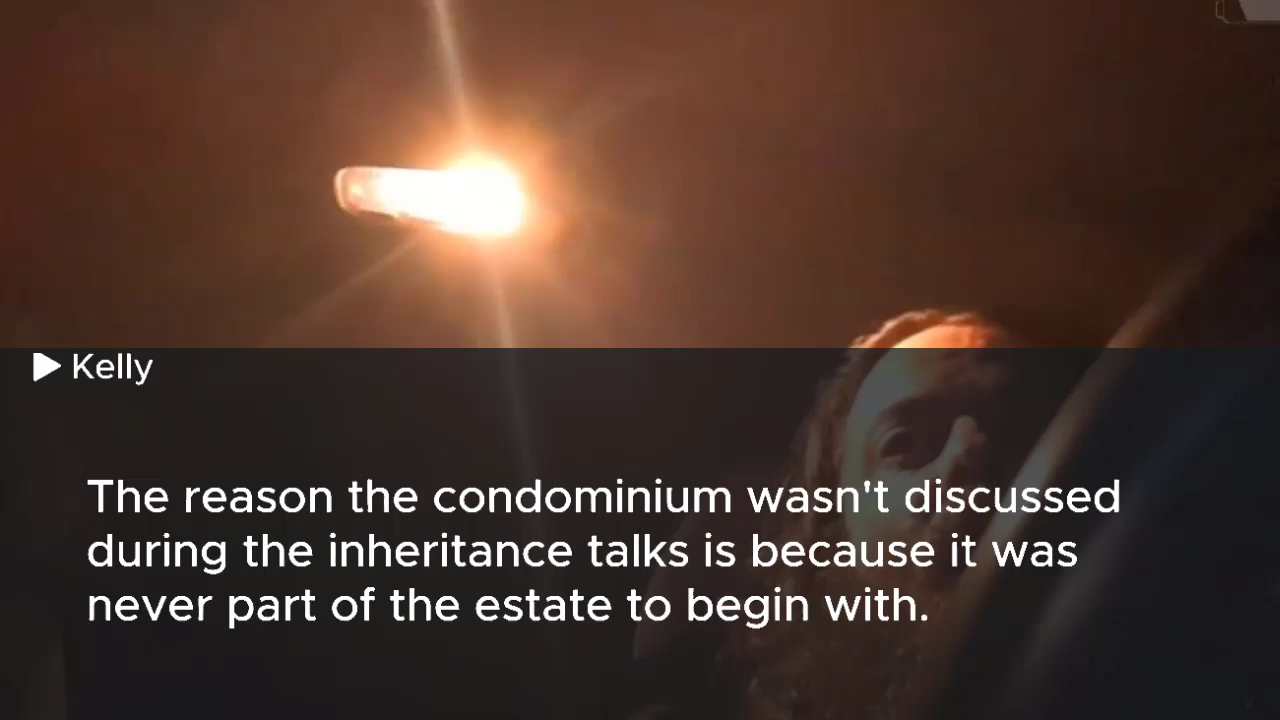 Kelly
The reason the condominium wasn't discussed
during the inheritance talks is because it was
never part of the estate to begin with.